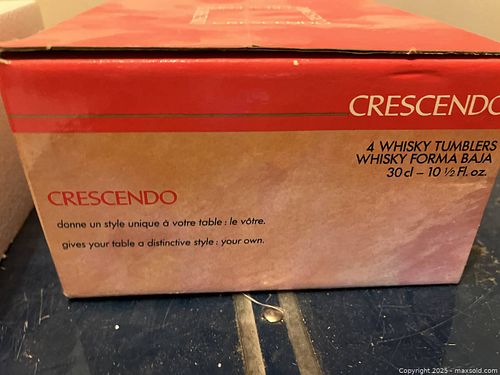 CRESCENDO
CRESCENDO
4 WHISKY TUMBLERS
WHISKY FORMA BAJA
30 cl – 10 ½ Fl. oz.
CRESCENDO
donne un style unique à votre table : le vôtre.
gives your table a distinctive style : your own.
Copyright 2025 - maxsold.com